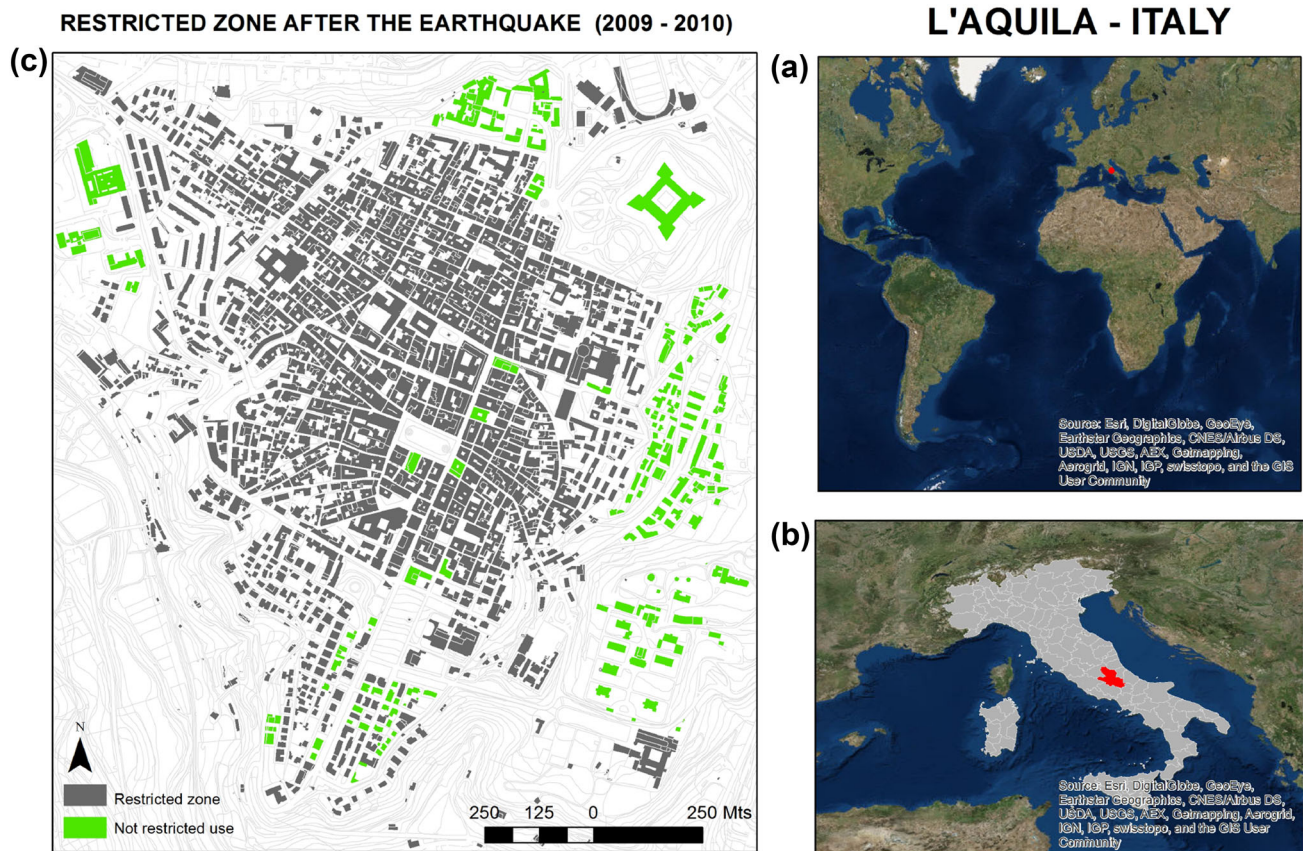 RESTRICTED ZONE AFTER THE EARTHQUAKE (2009 - 2010)
L'AQUILA - ITALY
(c)
(a)
Source: Esri, DigitalGlobe, GeoEye,
Earthstar Geographics, CNES/Airbus DS,
USDA, USGS, AEX, Getmapping,
Aerogrid, IGN, IGP, swisstopo, and the GIS
User Community
(b)
Source: Esri, DigitalGlobe, GeoEye,
Earthstar Geographics, CNES/Airbus DS,
USDA, USGS, AEX, Getmapping, Aerogrid,
IGN, IGP, swisstopo, and the GIS User
Community
N
Restricted zone
Not restricted use
250 125 0 250 Mts